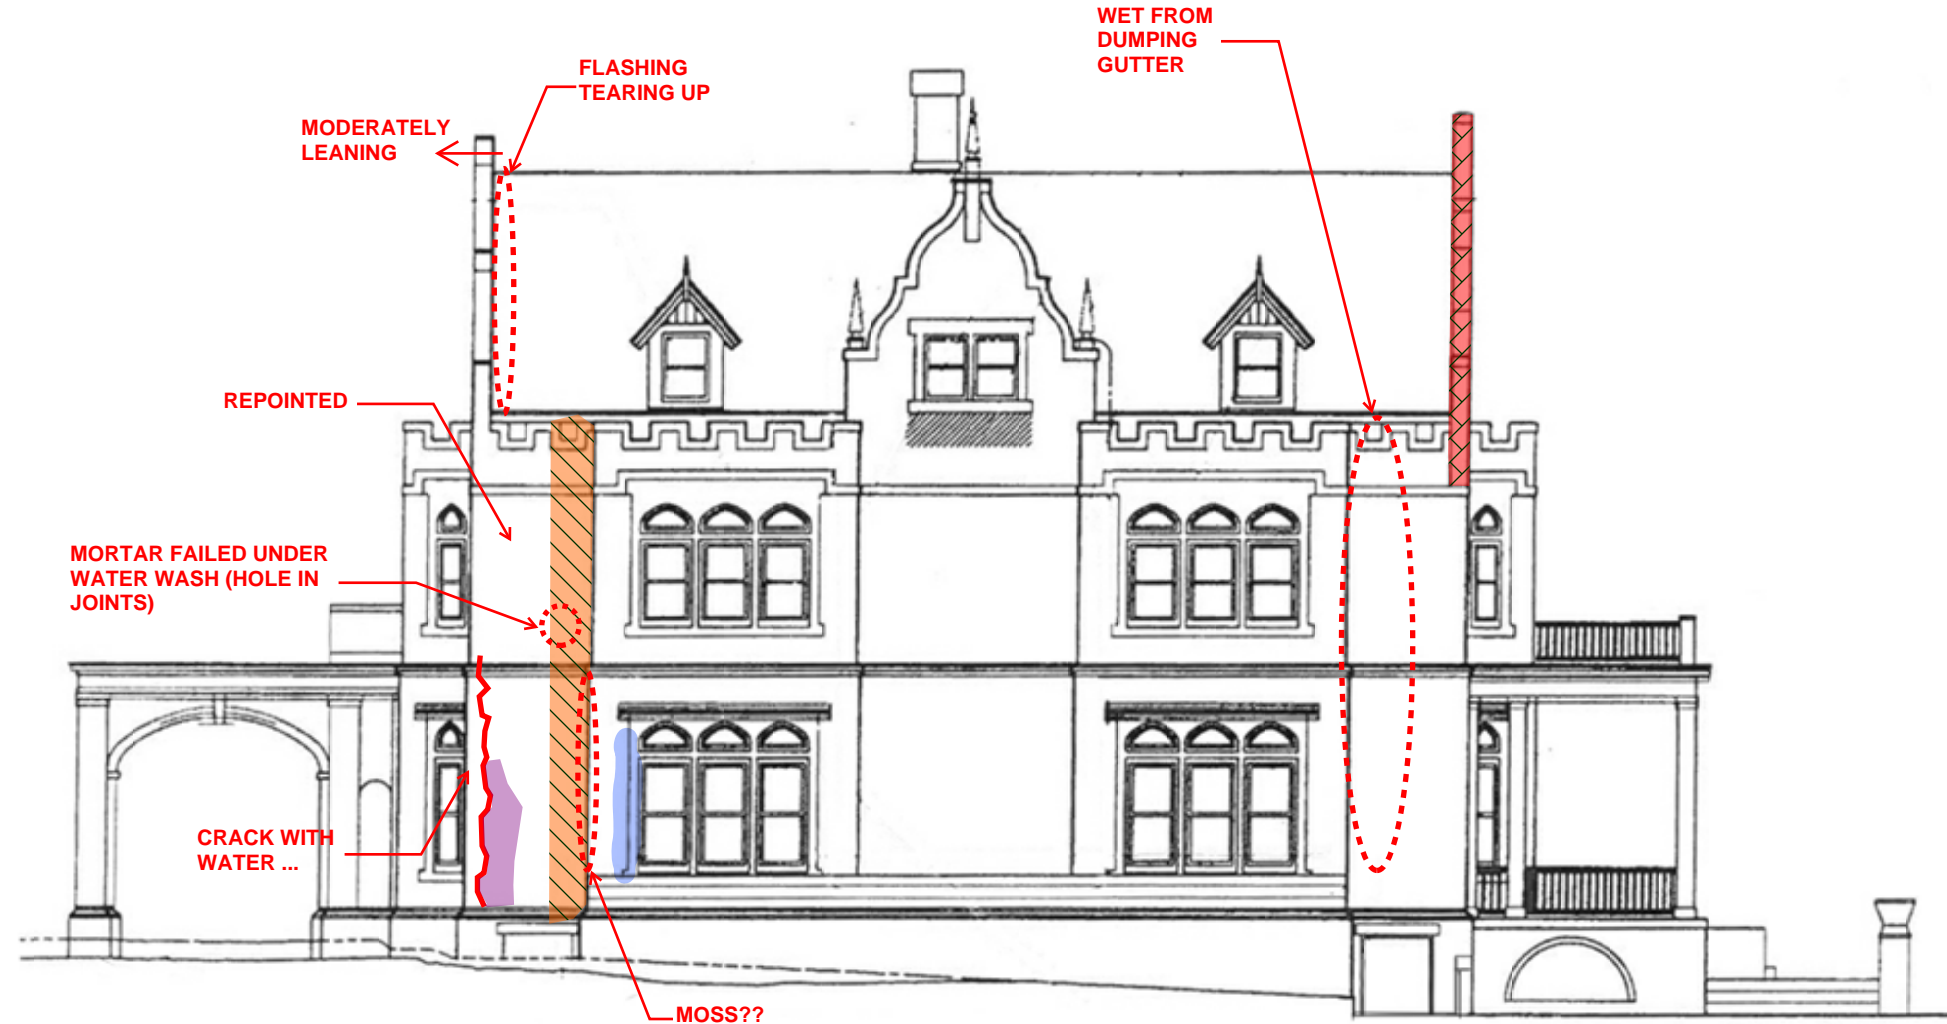 WET FROM
DUMPING
GUTTER
FLASHING
TEARING UP
MODERATELY
LEANING
REPOINTED
MORTAR FAILED UNDER
WATER WASH (HOLE IN
JOINTS)
CRACK WITH
WATER ...
MOSS??